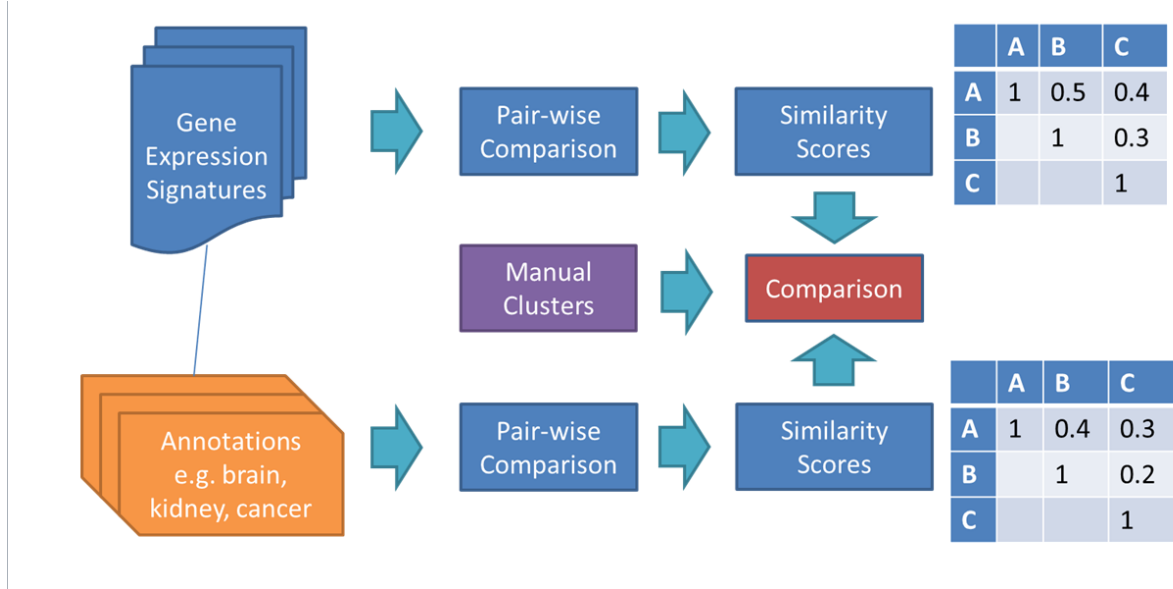 Gene
Expression
Signatures
Pair-wise
Comparison
Similarity
Scores
A B C
A 1 0.5 0.4
B 1 0.3
C 1
Manual
Clusters
Comparison
Annotations
e.g. brain,
kidney, cancer
Pair-wise
Comparison
Similarity
Scores
A B C
A 1 0.4 0.3
B 1 0.2
C 1